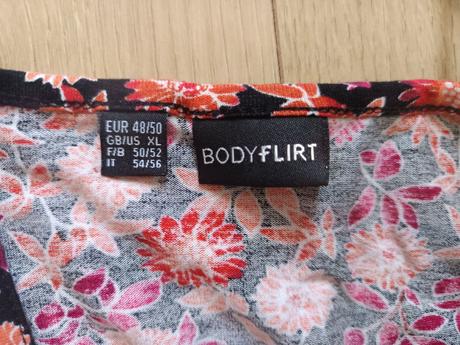 EUR 48/50
GB/US XL
F/B 50/52
IT 54/56
BODYFLIRT